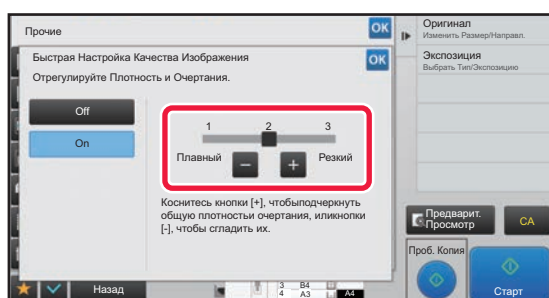 Прочие
OK
Быстрая Настройка Качества Изображения
OK
Отрегулируйте Плотность и Очертания.
Off
On
1 2 3
Плавный
Резкий
Коснитесь кнопки [+], чтобыподчеркнуть
общую плотностьи очертания, иликнопки
[-], чтобы сгладить их.
Назад
3 B4
4 A3
A4
Оригинал
Изменить Размер/Направл.
Экспозиция
Выбрать Тип/Экспозицию
Предварит.
Просмотр
CA
Проб. Копия
Старт